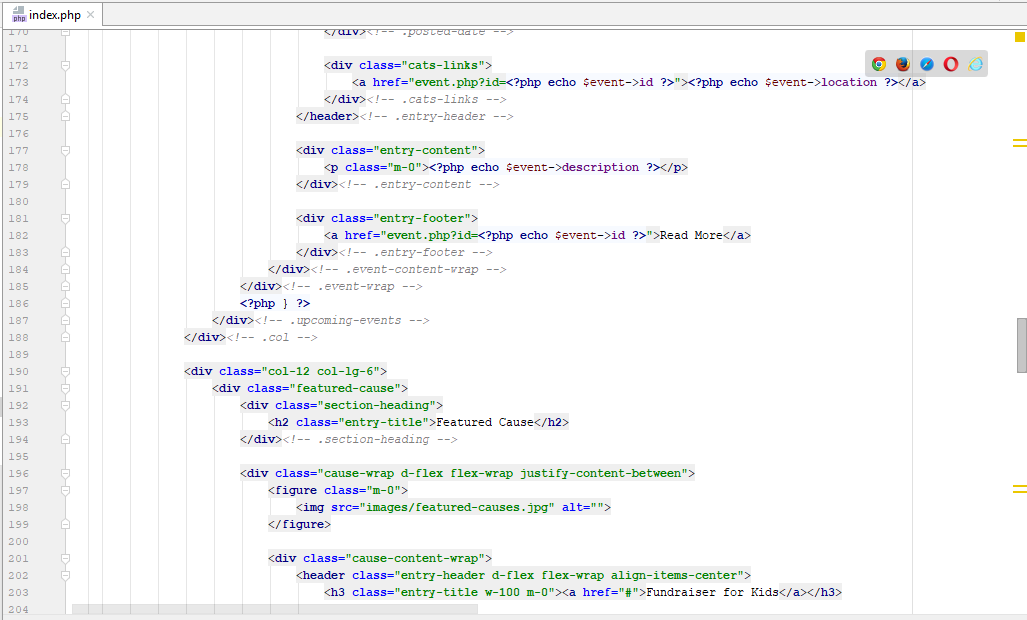 php index.php
170 </div><!-- .posted-date -->
171
172 <div class="cats-links">
173 <a href="event.php?id=<?php echo $event->id ?>"><?php echo $event->location ?></a>
174 </div><!-- .cats-links -->
175 </header><!-- .entry-header -->
176
177 <div class="entry-content">
178 <p class="m-0"><?php echo $event->description ?></p>
179 </div><!-- .entry-content -->
180
181 <div class="entry-footer">
182 <a href="event.php?id=<?php echo $event->id ?>">Read More</a>
183 </div><!-- .entry-footer -->
184 </div><!-- .event-content-wrap -->
185 </div><!-- .event-wrap -->
186 <?php } ?>
187 </div><!-- .upcoming-events -->
188 </div><!-- .col -->
189
190 <div class="col-12 col-lg-6">
191 <div class="featured-cause">
192 <div class="section-heading">
193 <h2 class="entry-title">Featured Cause</h2>
194 </div><!-- .section-heading -->
195
196 <div class="cause-wrap d-flex flex-wrap justify-content-between">
197 <figure class="m-0">
198 <img src="images/featured-causes.jpg" alt="">
199 </figure>
200
201 <div class="cause-content-wrap">
202 <header class="entry-header d-flex flex-wrap align-items-center">
203 <h3 class="entry-title w-100 m-0"><a href="#">Fundraiser for Kids</a></h3>
204